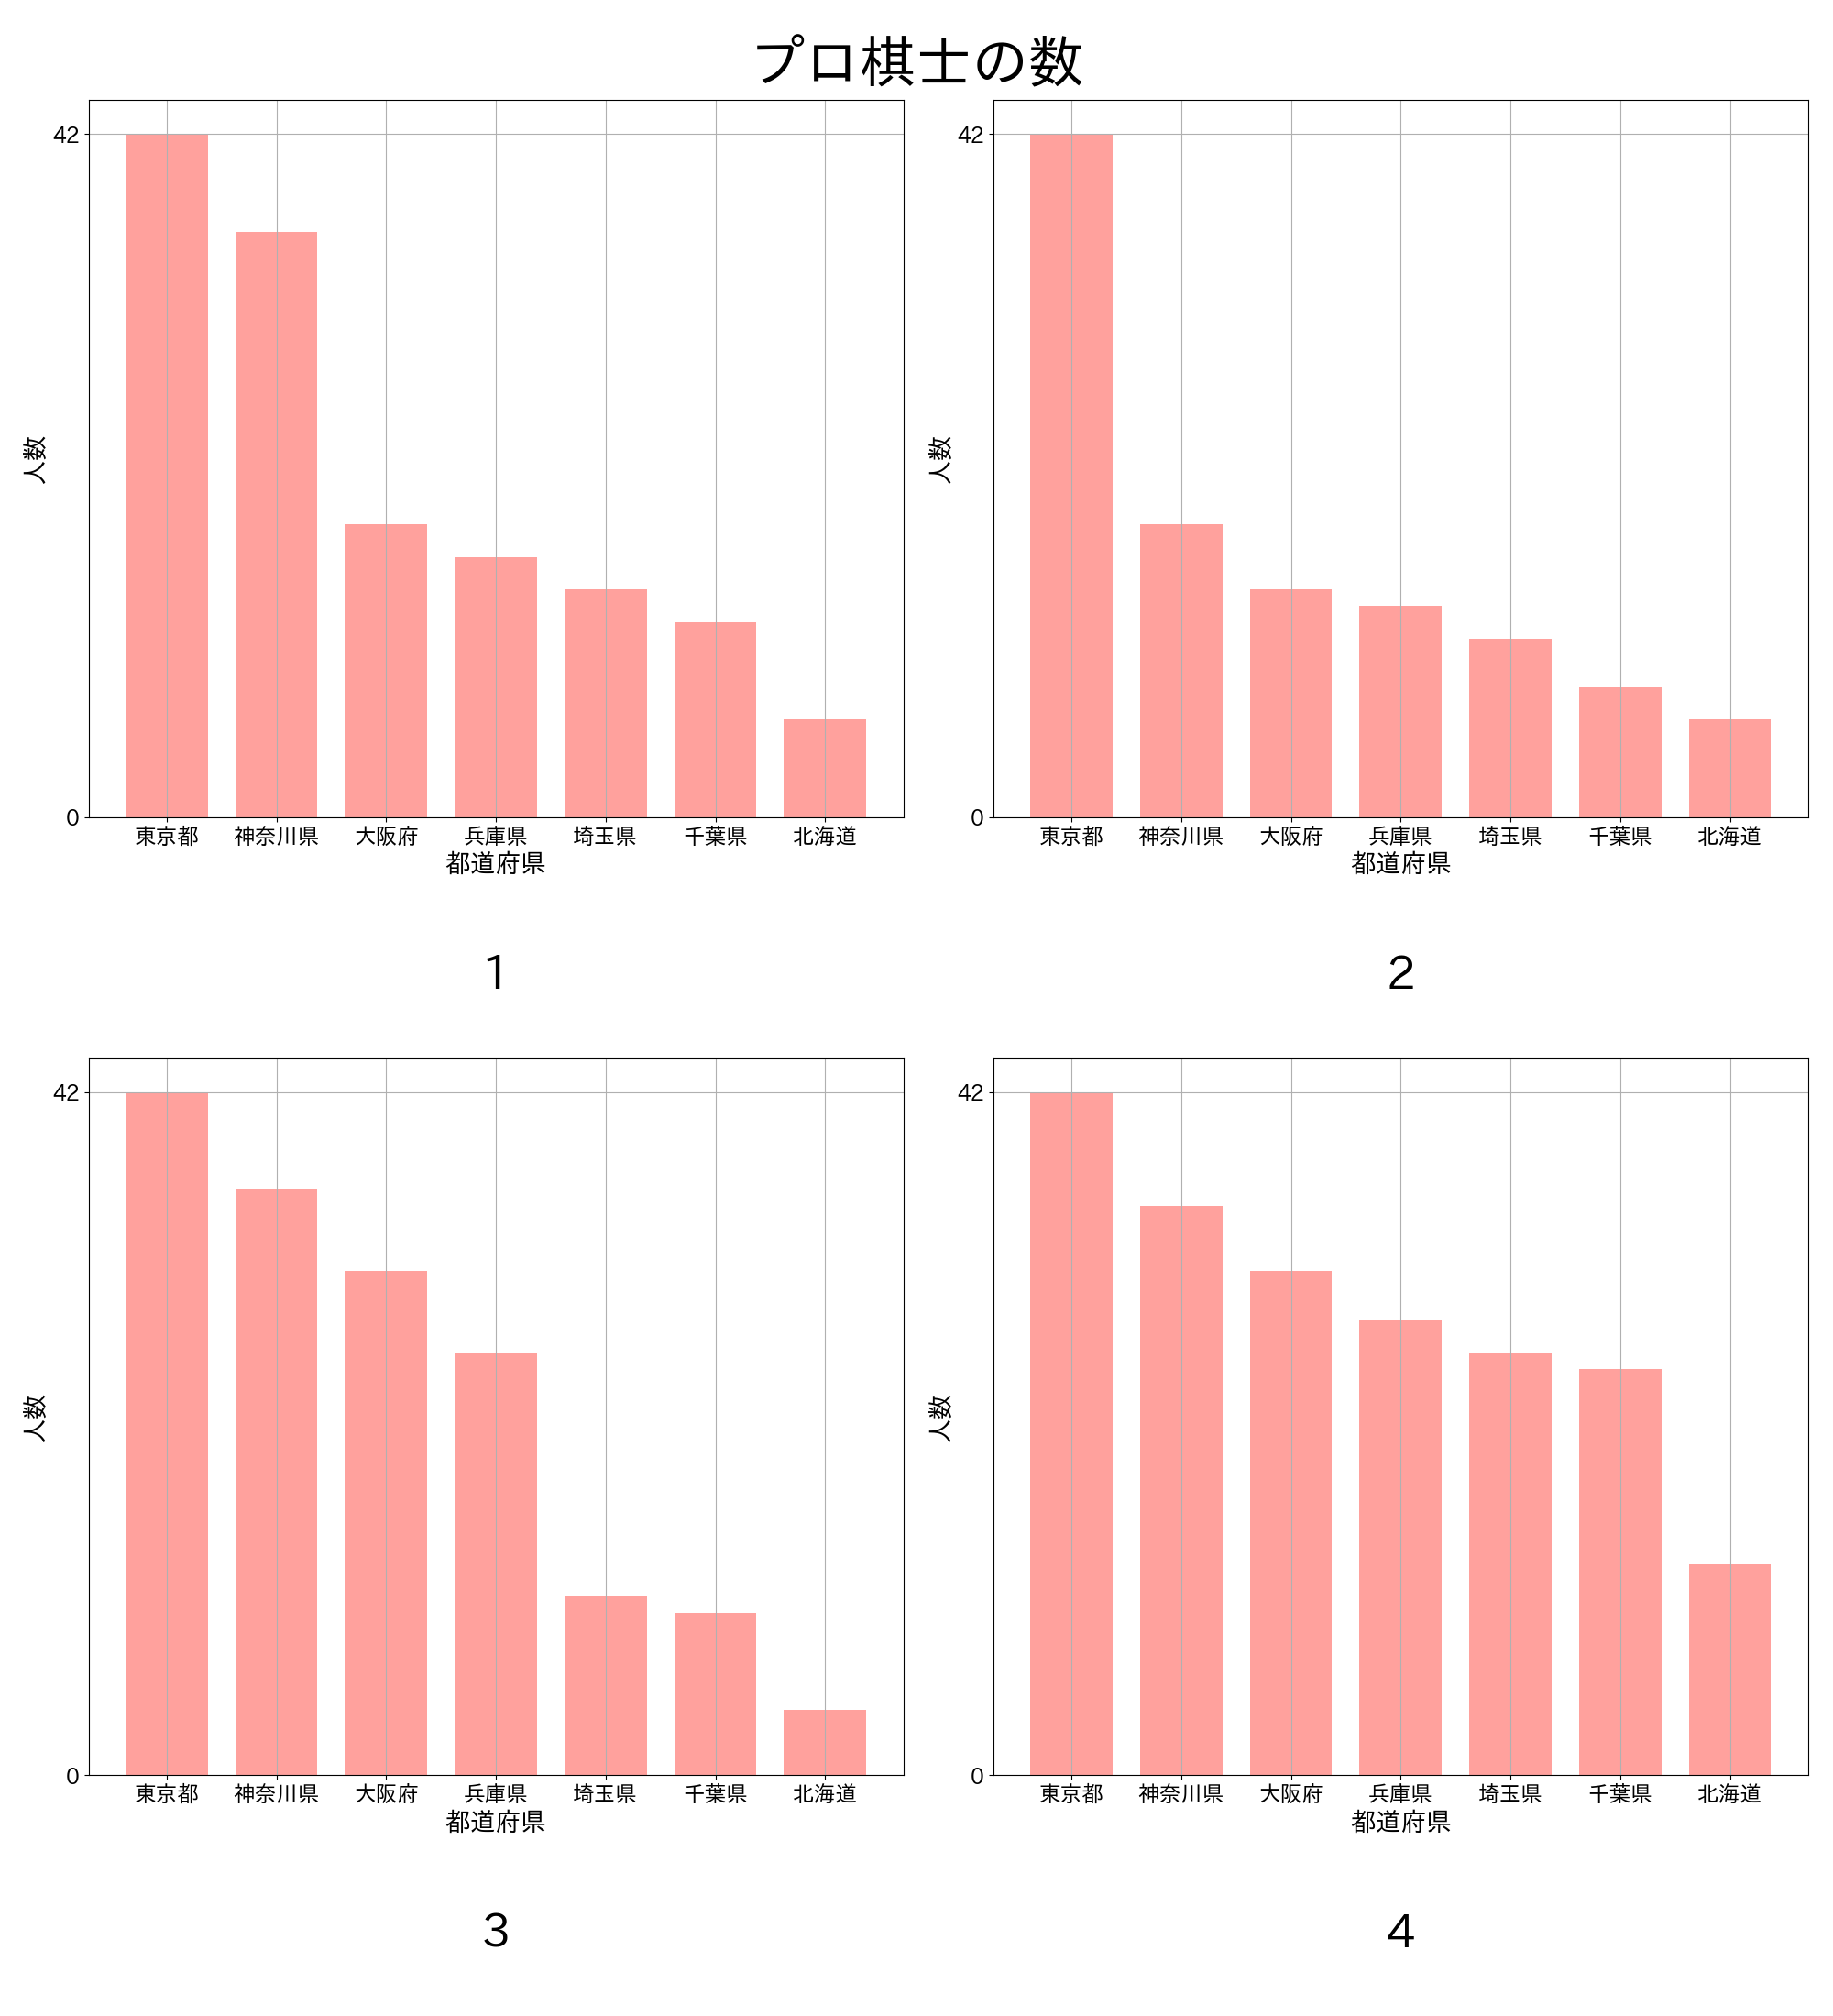 プロ棋士の数
42
0
人数
東京都 神奈川県 大阪府 兵庫県 埼玉県 千葉県 北海道
都道府県
1
42
0
人数
東京都 神奈川県 大阪府 兵庫県 埼玉県 千葉県 北海道
都道府県
2
42
0
人数
東京都 神奈川県 大阪府 兵庫県 埼玉県 千葉県 北海道
都道府県
3
42
0
人数
東京都 神奈川県 大阪府 兵庫県 埼玉県 千葉県 北海道
都道府県
4